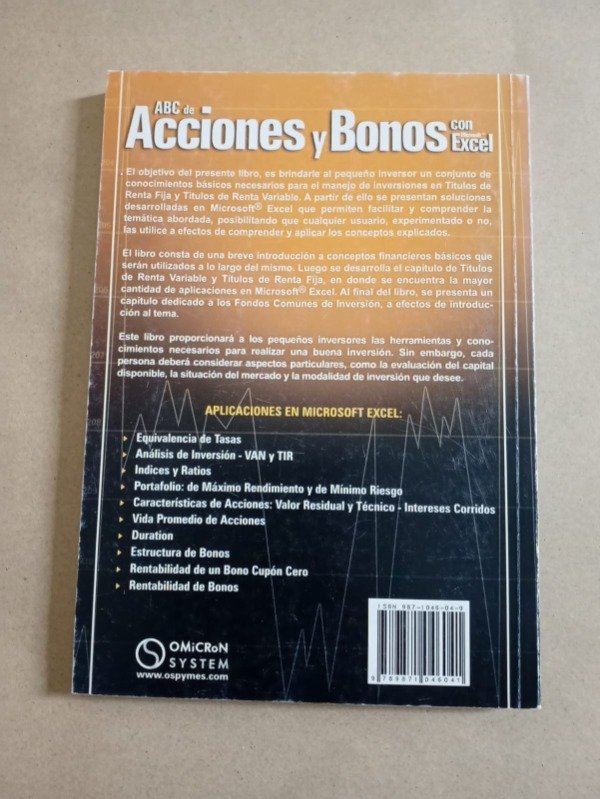 ABC de
Acciones y Bonos con
Microsoft
Excel
El objetivo del presente libro, es brindarle al pequeño inversor un conjunto de
conocimientos básicos necesarios para el manejo de inversiones en Titulos de
Renta Fija y Titulos de Renta Variable. A partir de ello se presentan soluciones
desarrolladas en Microsoft® Excel que permiten facilitar y comprender la
temática abordada, posibilitando que cualquier usuario, experimentado o no,
las utilice a efectos de comprender y aplicar los conceptos explicados.
El libro consta de una breve introducción a conceptos financieros básicos que
serán utilizados a lo largo del mismo. Luego se desarrolla el capitulo de Titulos
de Renta Variable y Titulos de Renta Fija, en donde se encuentra la mayor
cantidad de aplicaciones en Microsoft® Excel. Al final del libro, se presenta un
capítulo dedicado a los Fondos Comunes de Inversión, a efectos de introduc-
ción al tema.
Este libro proporcionará a los pequeños inversores las herramientas y cono-
cimientos necesarios para realizar una buena inversión. Sin embargo, cada
persona deberá considerar aspectos particulares, como la evaluación del capital
disponible, la situación del mercado y la modalidad de inversión que desee.
APLICACIONES EN MICROSOFT EXCEL:
Equivalencia de Tasas
Análisis de Inversión - VAN y TIR
Indices y Ratios
Portafolio: de Máximo Rendimiento y de Mínimo Riesgo
Características de Acciones: Valor Residual y Técnico - Intereses Corridos
Vida Promedio de Acciones
Duration
Estructura de Bonos
Rentabilidad de un Bono Cupón Cero
Rentabilidad de Bonos
OMiCRoN
SYSTEM
www.ospymes.com
ISBN 987-1046-04-9
9 789871 046041